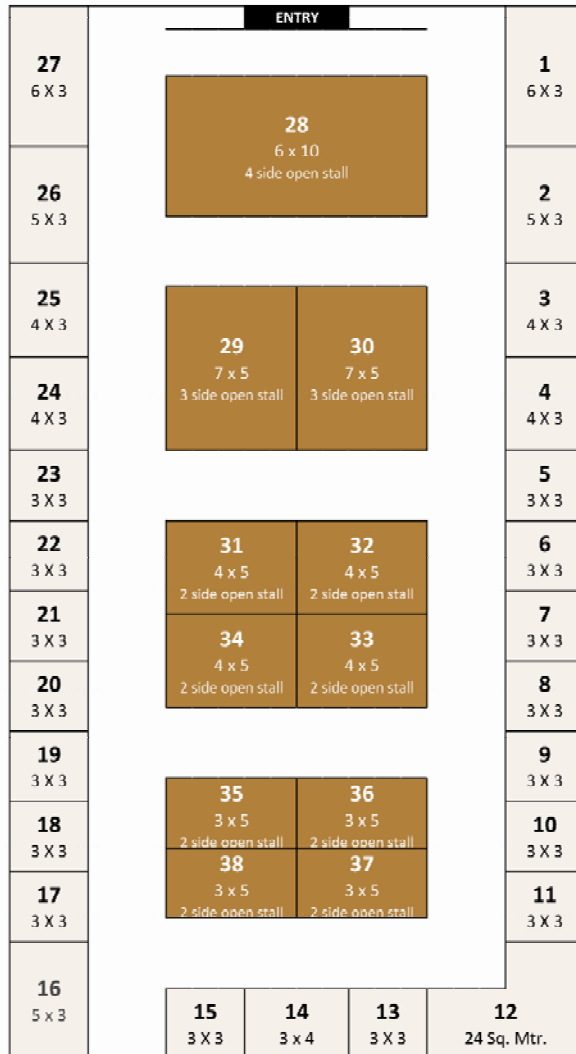 ENTRY
27
6 X 3
26
5 X 3
25
4 X 3
24
4 X 3
23
3 X 3
22
3 X 3
21
3 X 3
20
3 X 3
19
3 X 3
18
3 X 3
17
3 X 3
16
5 x 3
28
6 x 10
4 side open stall
29
7 x 5
3 side open stall
30
7 x 5
3 side open stall
31
4 x 5
2 side open stall
32
4 x 5
2 side open stall
34
4 x 5
2 side open stall
33
4 x 5
2 side open stall
35
3 x 5
2 side open stall
36
3 x 5
2 side open stall
38
3 x 5
2 side open stall
37
3 x 5
2 side open stall
1
6 X 3
2
5 X 3
3
4 X 3
4
4 X 3
5
3 X 3
6
3 X 3
7
3 X 3
8
3 X 3
9
3 X 3
10
3 X 3
11
3 X 3
15
3 X 3
14
3 x 4
13
3 X 3
12
24 Sq. Mtr.